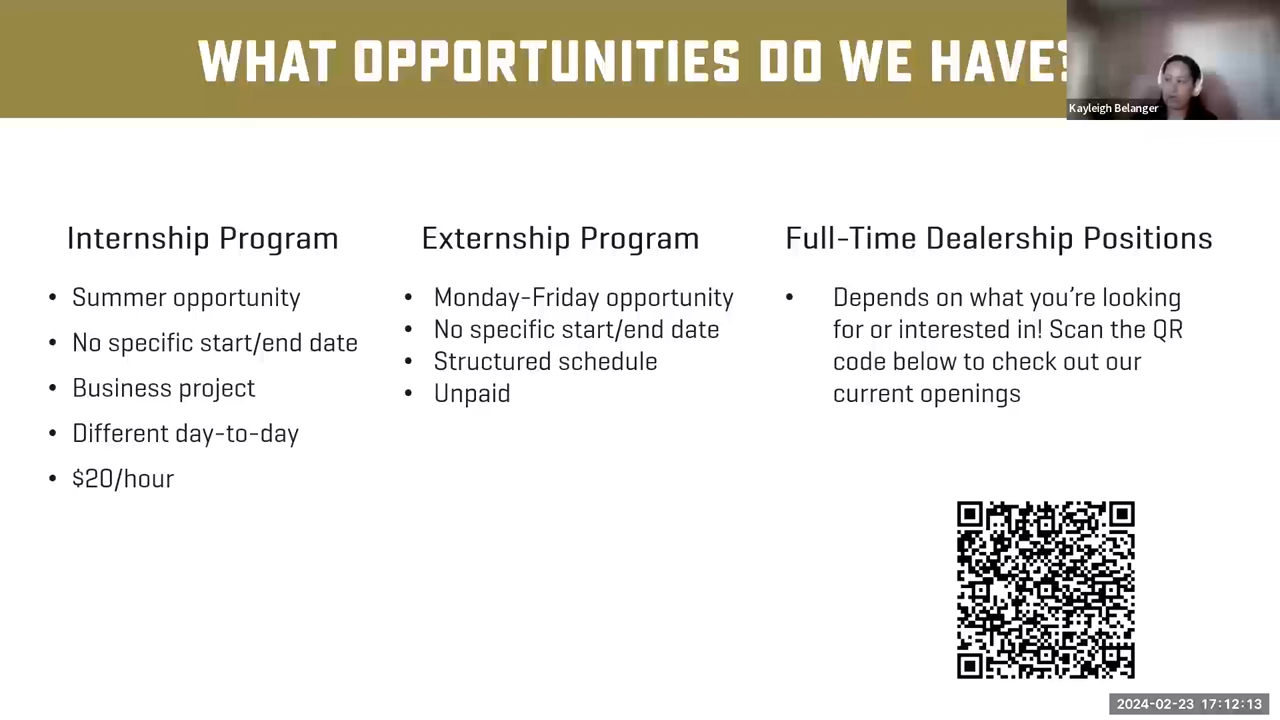 WHAT OPPORTUNITIES DO WE HAVE?
Kayleigh Belanger
Internship Program
• Summer opportunity
• No specific start/end date
• Business project
• Different day-to-day
• $20/hour
Externship Program
• Monday-Friday opportunity
• No specific start/end date
• Structured schedule
• Unpaid
Full-Time Dealership Positions
• Depends on what you're looking
for or interested in! Scan the QR
code below to check out our
current openings
2024-02-23 17:12:13